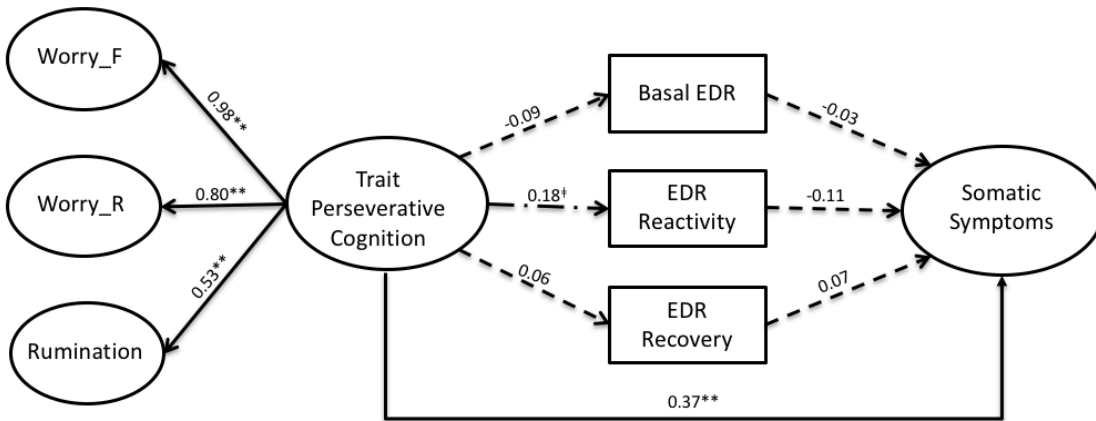 Worry_F
Worry_R
Rumination
0.98**
0.80**
0.53**
Trait
Perseverative
Cognition
-0.09
0.18ǂ
0.06
Basal EDR
EDR
Reactivity
EDR
Recovery
-0.03
-0.11
0.07
Somatic
Symptoms
0.37**